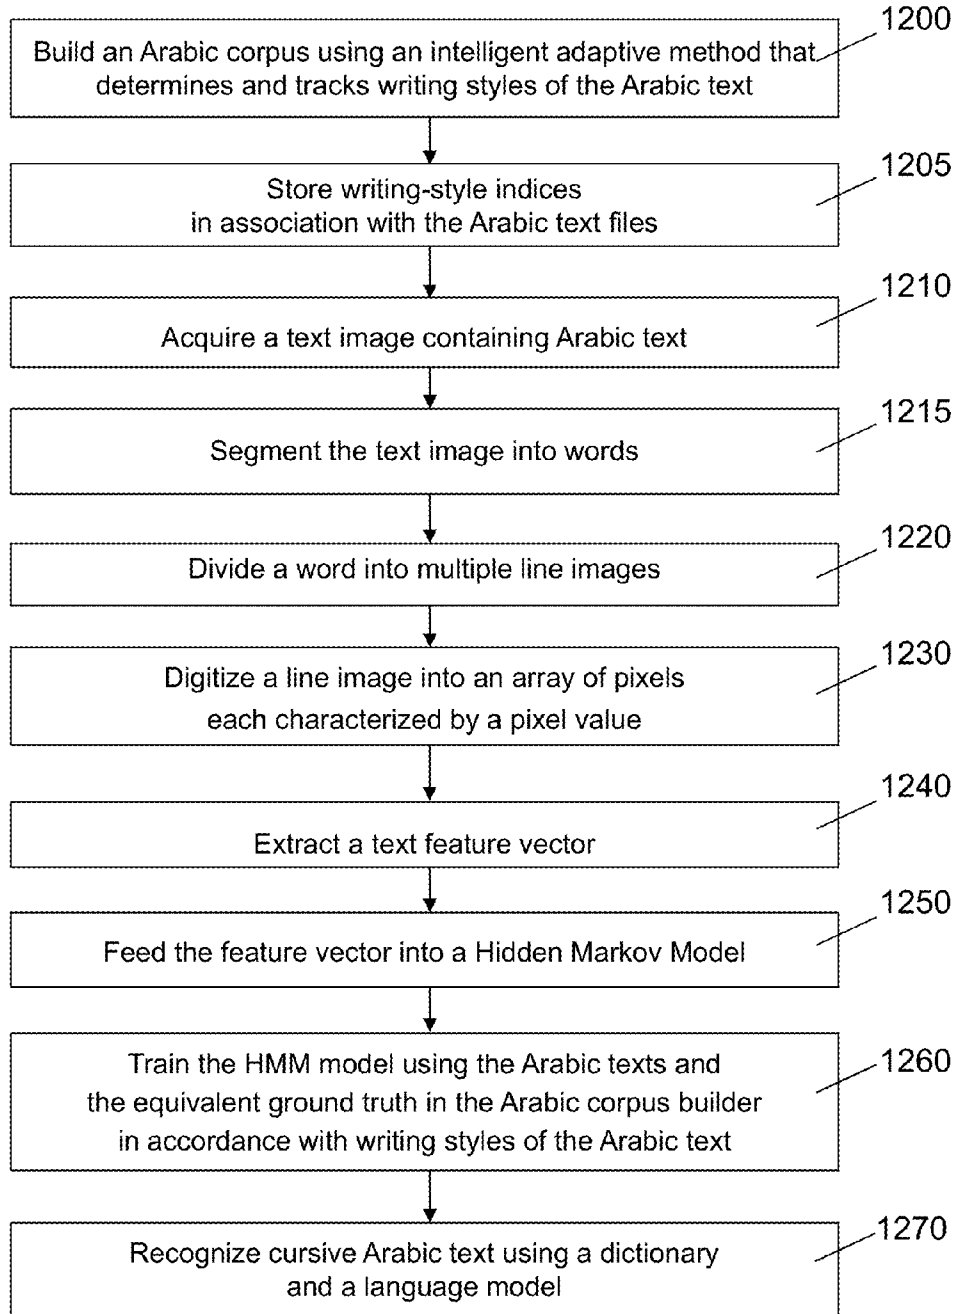 1200
Build an Arabic corpus using an intelligent adaptive method that
determines and tracks writing styles of the Arabic text
1205
Store writing-style indices
in association with the Arabic text files
1210
Acquire a text image containing Arabic text
1215
Segment the text image into words
1220
Divide a word into multiple line images
1230
Digitize a line image into an array of pixels
each characterized by a pixel value
1240
Extract a text feature vector
1250
Feed the feature vector into a Hidden Markov Model
1260
Train the HMM model using the Arabic texts and
the equivalent ground truth in the Arabic corpus builder
in accordance with writing styles of the Arabic text
1270
Recognize cursive Arabic text using a dictionary
and a language model